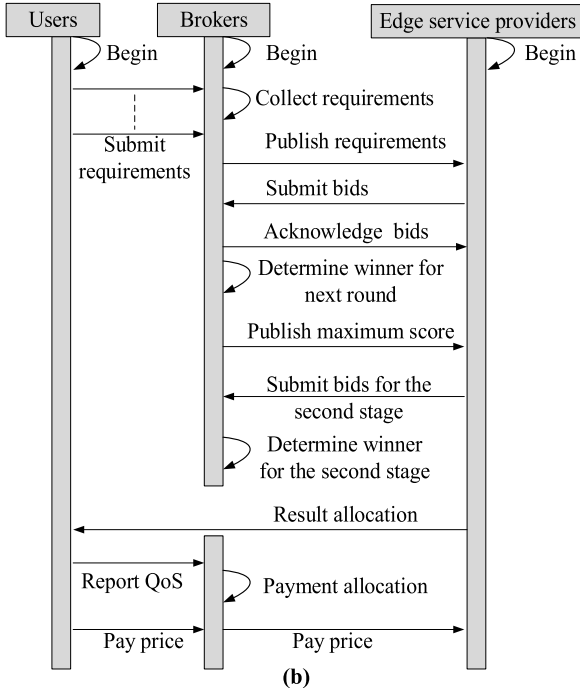 Users
Brokers
Edge service providers
Begin
Begin
Begin
Collect requirements
Submit
requirements
Publish requirements
Submit bids
Acknowledge bids
Determine winner for
next round
Publish maximum score
Submit bids for the
second stage
Determine winner
for the second stage
Result allocation
Report QoS
Payment allocation
Pay price
Pay price
(b)